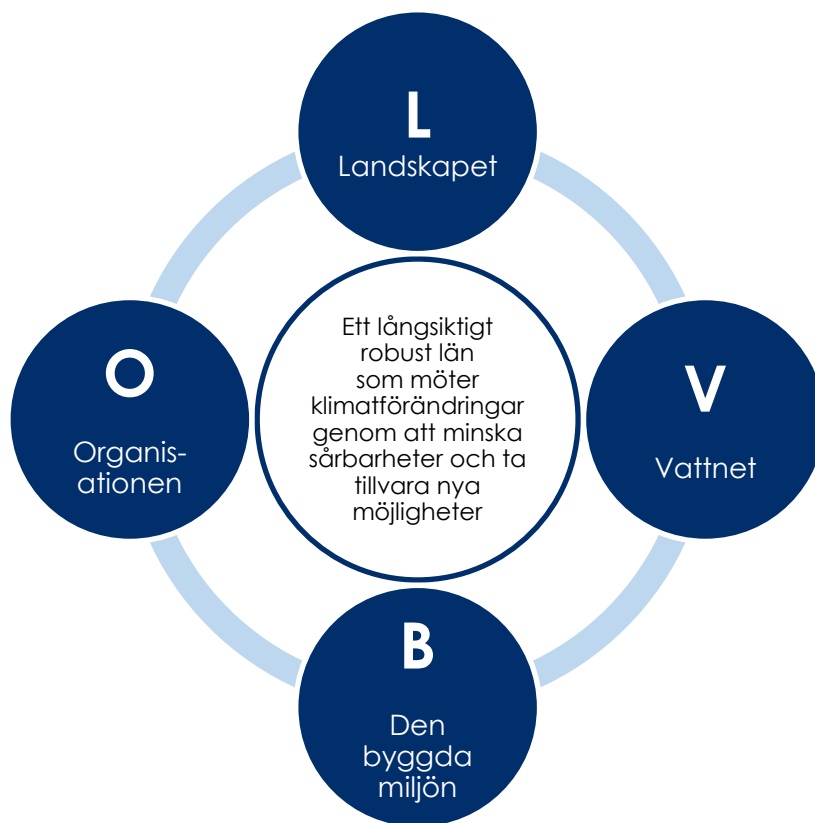 L
Landskapet
Ett långsiktigt
robust län
som möter
klimatförändringar
genom att minska
sårbarheter och ta
tillvara nya
möjligheter
O
Organis-
ationen
V
Vattnet
B
Den
byggda
miljön